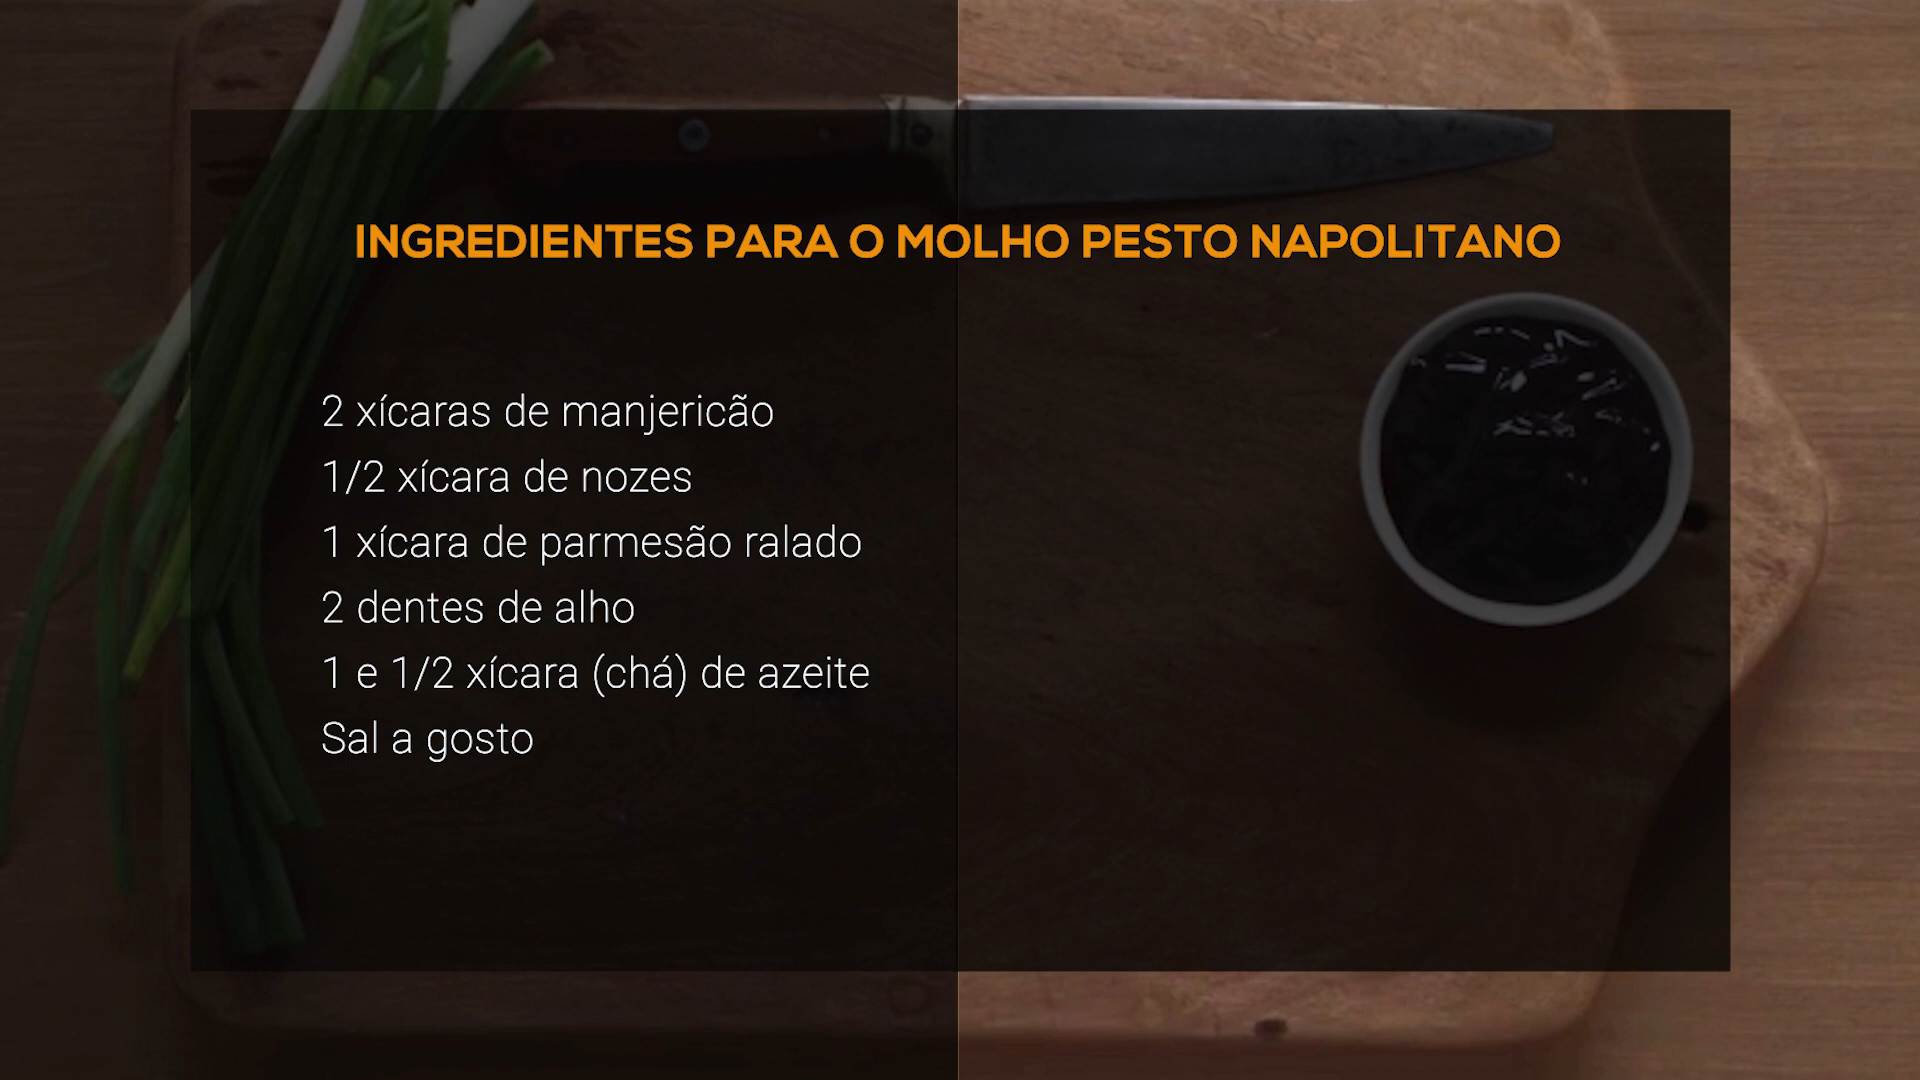 INGREDIENTES PARA O MOLHO PESTO NAPOLITANO
2 xícaras de manjericão
1/2 xícara de nozes
1 xícara de parmesão ralado
2 dentes de alho
1 e 1/2 xícara (chá) de azeite
Sal a gosto